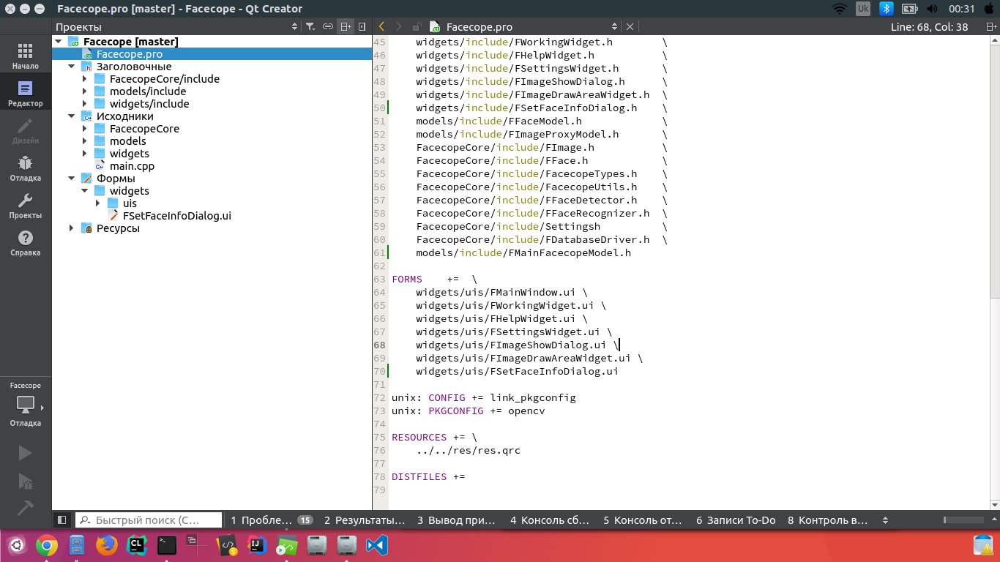 Facecope.pro [master] - Facecope - Qt Creator
Uk
00:31
Проекты
Facecope.pro
Line: 68, Col: 38
Начало
Редактор
Дизайн
Отладка
Проекты
Справка
Facecope
Отладка
Facecope [master]
Facecope.pro
Заголовочные
FacecopeCore/include
models/include
widgets/include
Исходники
FacecopeCore
models
widgets
main.cpp
Формы
widgets
uis
FSetFaceInfoDialog.ui
Ресурсы
45 widgets/include/FWorkingWidget.h \
46 widgets/include/FHelpWidget.h \
47 widgets/include/FSettingsWidget.h \
48 widgets/include/FImageShowDialog.h \
49 widgets/include/FImageDrawAreaWidget.h \
50 widgets/include/FSetFaceInfoDialog.h \
51 models/include/FFaceModel.h \
52 models/include/FImageProxyModel.h \
53 FacecopeCore/include/FImage.h \
54 FacecopeCore/include/FFace.h \
55 FacecopeCore/include/FacecopeTypes.h \
56 FacecopeCore/include/FacecopeUtils.h \
57 FacecopeCore/include/FFaceDetector.h \
58 FacecopeCore/include/FFaceRecognizer.h \
59 FacecopeCore/include/Settingsh \
60 FacecopeCore/include/FDatabaseDriver.h \
61 models/include/FMainFacecopeModel.h
62
63 FORMS += \
64 widgets/uis/FMainWindow.ui \
65 widgets/uis/FWorkingWidget.ui \
66 widgets/uis/FHelpWidget.ui \
67 widgets/uis/FSettingsWidget.ui \
68 widgets/uis/FImageShowDialog.ui \
69 widgets/uis/FImageDrawAreaWidget.ui \
70 widgets/uis/FSetFaceInfoDialog.ui
71
72 unix: CONFIG += link_pkgconfig
73 unix: PKGCONFIG += opencv
74
75 RESOURCES += \
76 ../../res/res.qrc
77
78 DISTFILES +=
79
Быстрый поиск (С... 1 Пробле... 15 2 Результаты... 3 Вывод при... 4 Консоль сб... 5 Консоль от... 6 Записи To-Do 8 Контроль в...